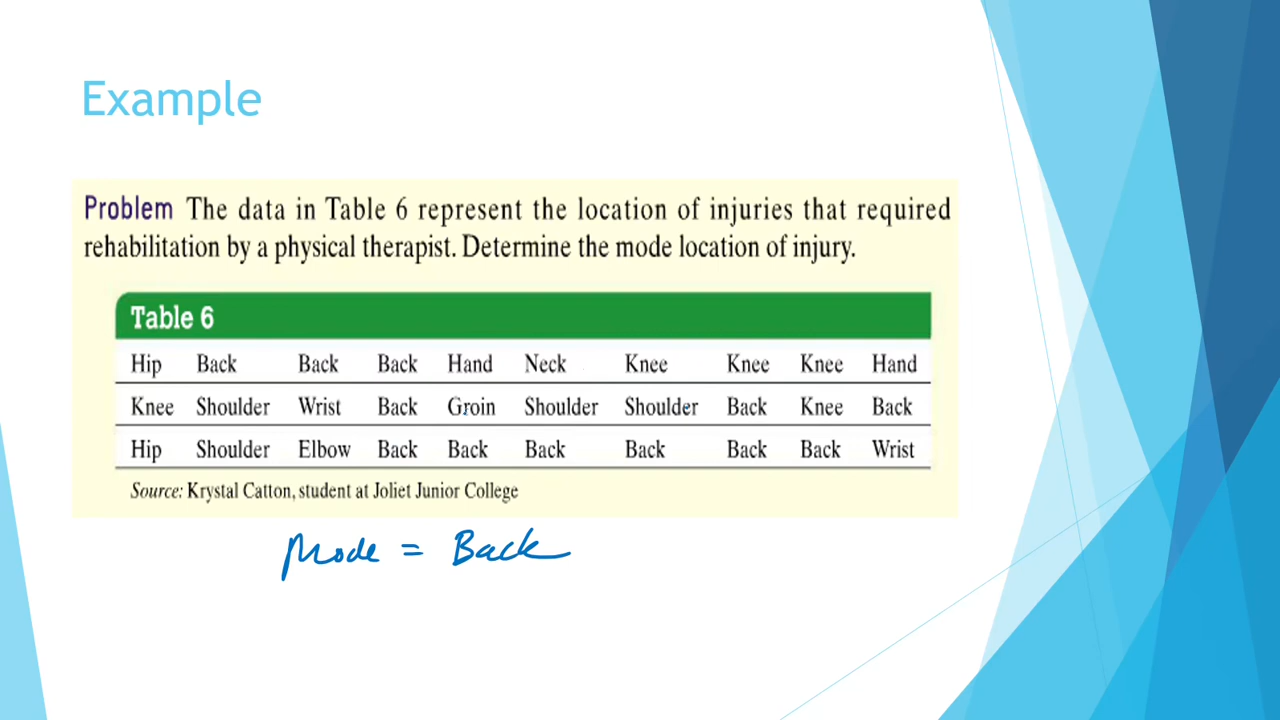 Example
Problem The data in Table 6 represent the location of injuries that required
rehabilitation by a physical therapist. Determine the mode location of injury.
Table 6
Hip Back Back Back Hand Neck Knee Knee Knee Hand
Knee Shoulder Wrist Back Groin Shoulder Shoulder Back Knee Back
Hip Shoulder Elbow Back Back Back Back Back Back Wrist
Source: Krystal Catton, student at Joliet Junior College
Mode = Back